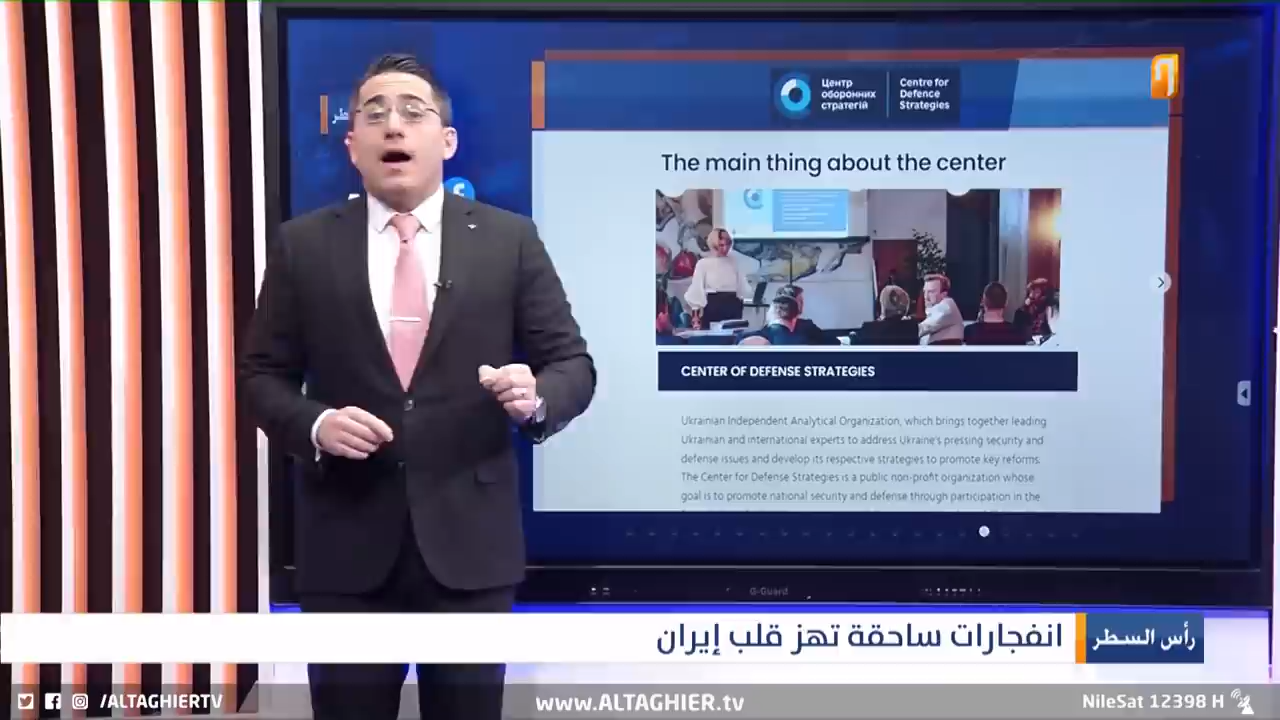 Центр
оборонних
стратегій
Centre for
Defence
Strategies
The main thing about the center
CENTER OF DEFENSE STRATEGIES
Ukrainian Independent Analytical Organization, which brings together leading
Ukrainian and international experts to address Ukraine's pressing security and
defense issues and develop its respective strategies to promote key reforms.
The Center for Defense Strategies is a public non-profit organization whose
goal is to promote national security and defense through participation in the
G-Guard
رأس السطر
انفجارات ساحقة تهز قلب إيران
/ALTAGHIERTV
www.ALTAGHIER.tv
NileSat 12398 H